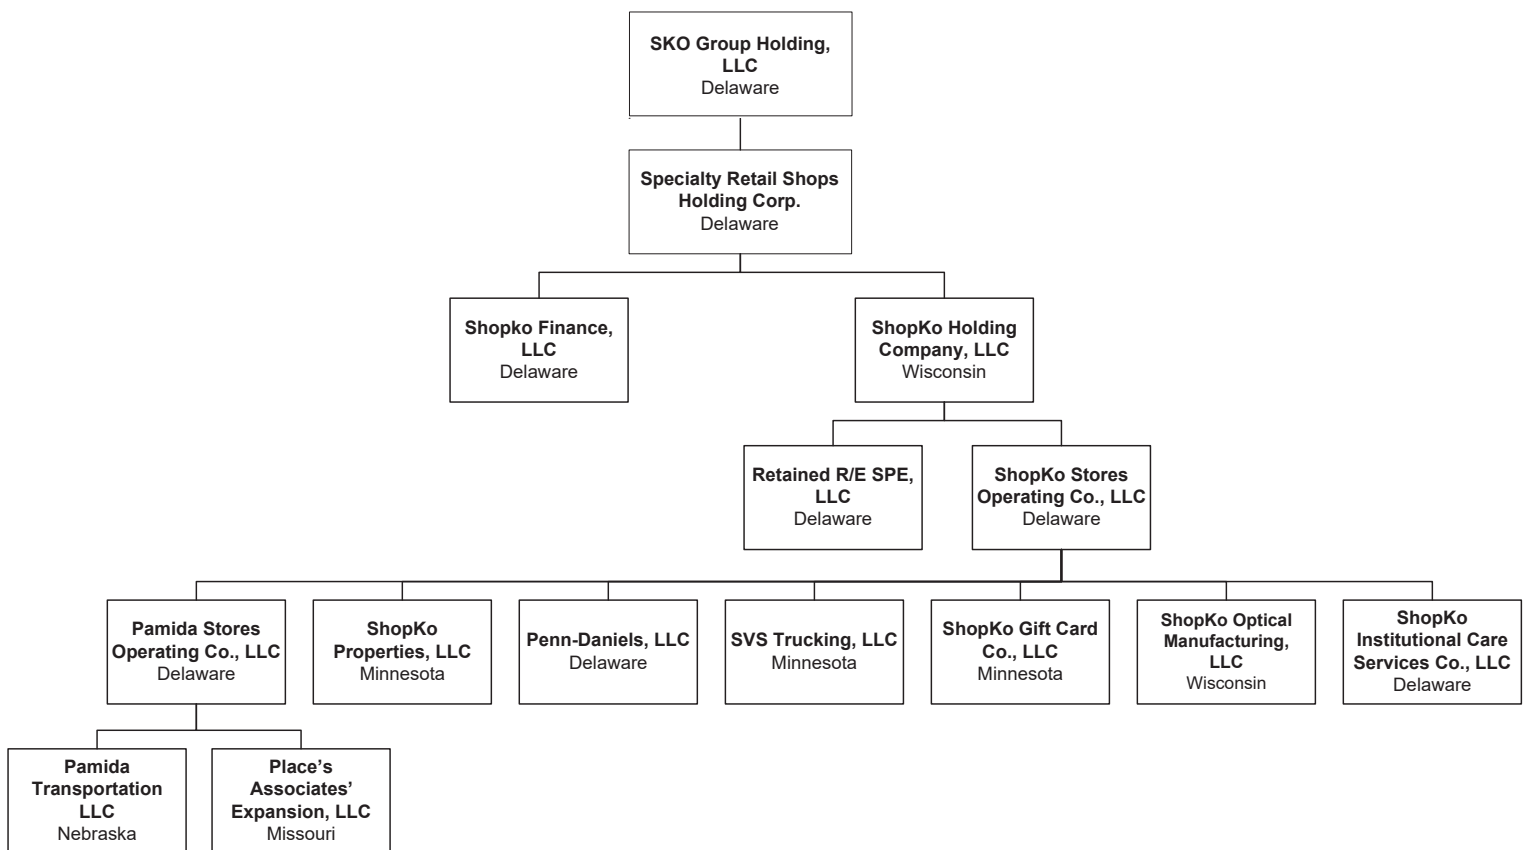 SKO Group Holding,
LLC
Delaware
Specialty Retail Shops
Holding Corp.
Delaware
Shopko Finance,
LLC
Delaware
ShopKo Holding
Company, LLC
Wisconsin
Retained R/E SPE,
LLC
Delaware
ShopKo Stores
Operating Co., LLC
Delaware
Pamida Stores
Operating Co., LLC
Delaware
ShopKo
Properties, LLC
Minnesota
Penn-Daniels, LLC
Delaware
SVS Trucking, LLC
Minnesota
ShopKo Gift Card
Co., LLC
Minnesota
ShopKo Optical
Manufacturing,
LLC
Wisconsin
ShopKo
Institutional Care
Services Co., LLC
Delaware
Pamida
Transportation
LLC
Nebraska
Place’s
Associates’
Expansion, LLC
Missouri